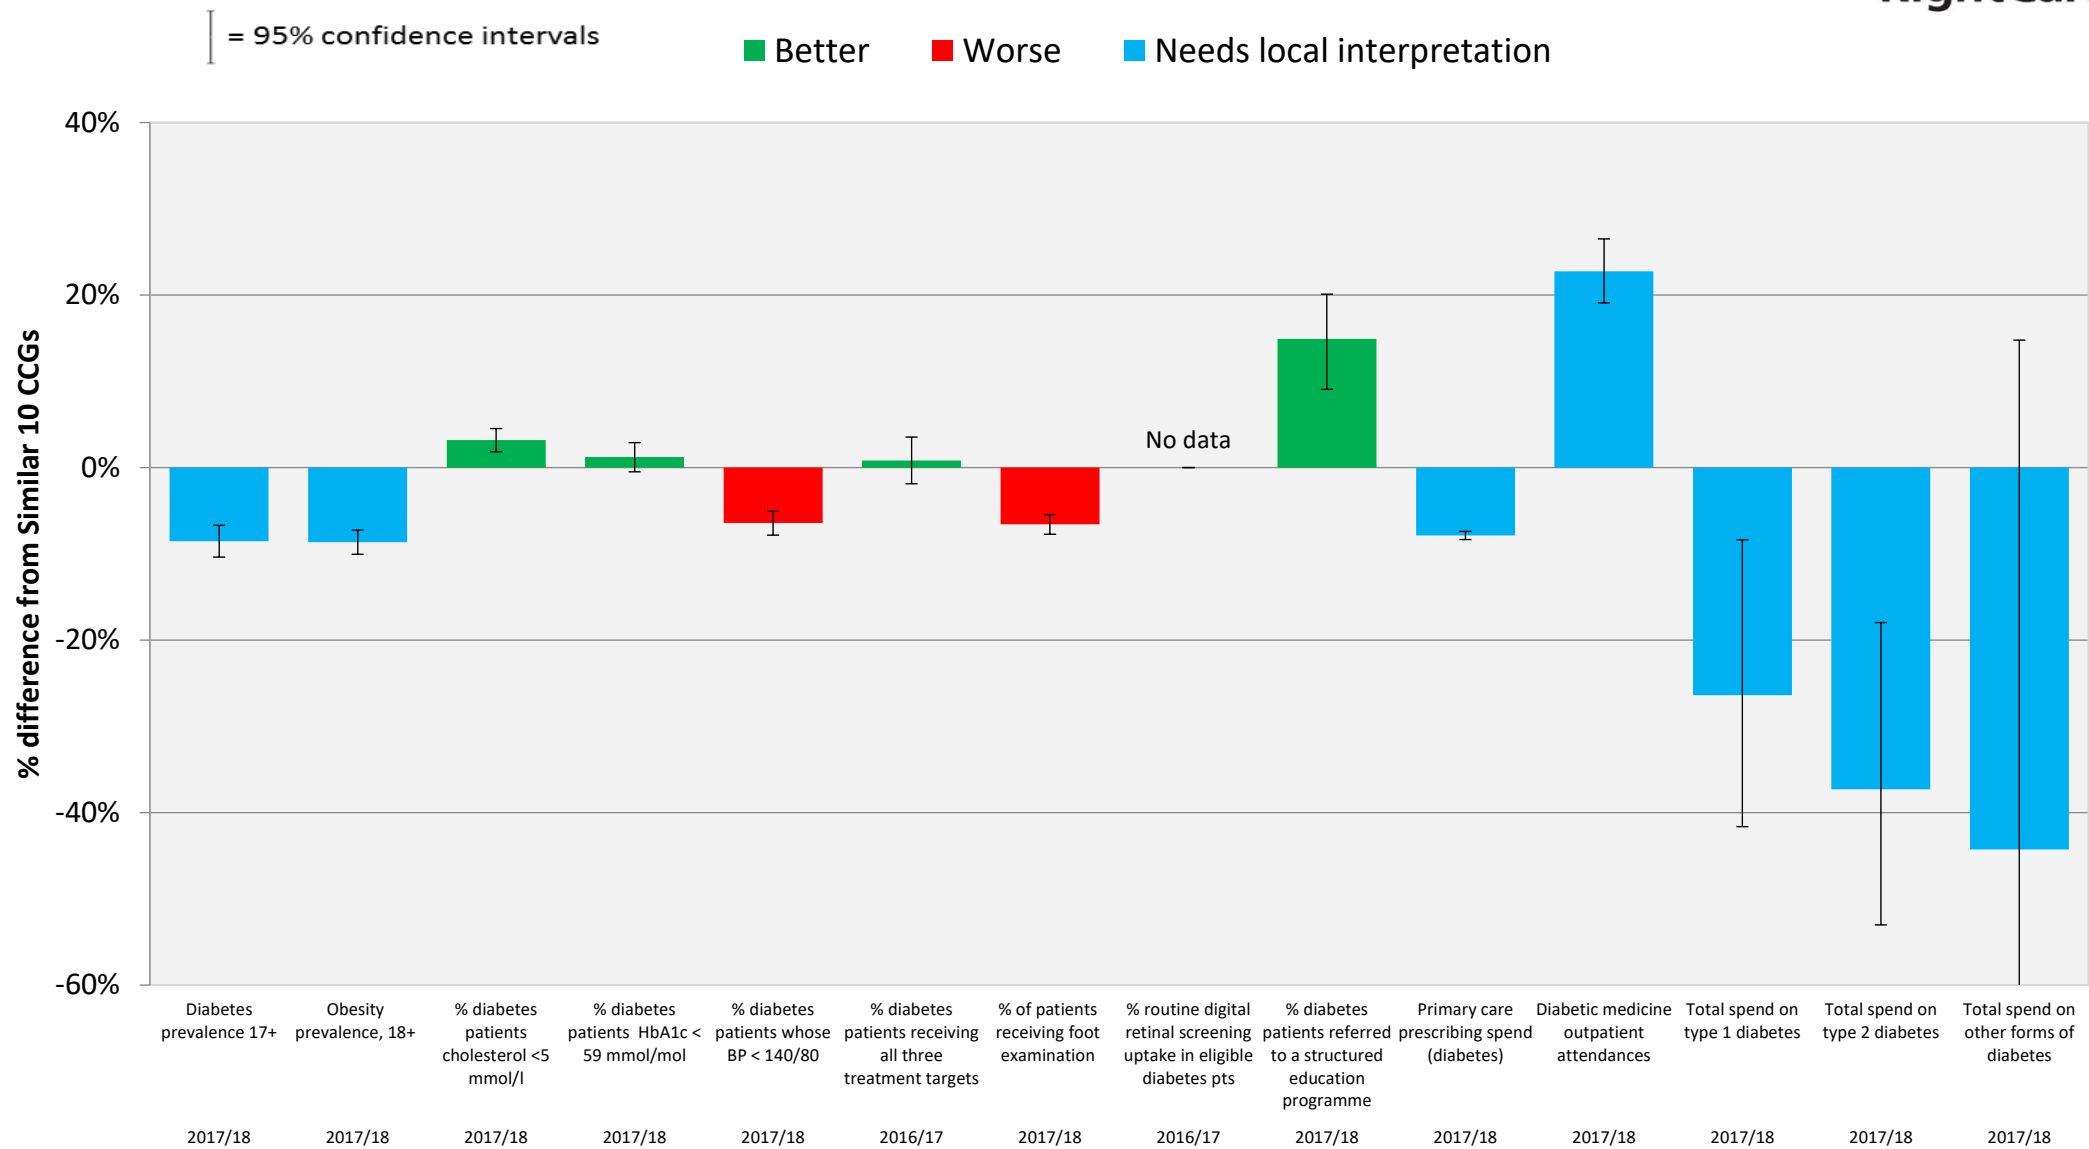 = 95% confidence intervals
Better
Worse
Needs local interpretation
% difference from Similar 10 CCGs
40%
20%
0%
-20%
-40%
-60%
No data
Diabetes
prevalence 17+
2017/18
Obesity
prevalence, 18+
2017/18
% diabetes
patients
cholesterol <5
mmol/l
2017/18
% diabetes
patients HbA1c <
59 mmol/mol
2017/18
% diabetes
patients whose
BP < 140/80
2017/18
% diabetes
patients receiving
all three
treatment targets
2016/17
% of patients
receiving foot
examination
2017/18
% routine digital
retinal screening
uptake in eligible
diabetes pts
2016/17
% diabetes
patients referred
to a structured
education
programme
2017/18
Primary care
prescribing spend
(diabetes)
2017/18
Diabetic medicine
outpatient
attendances
2017/18
Total spend on
type 1 diabetes
2017/18
Total spend on
type 2 diabetes
2017/18
Total spend on
other forms of
diabetes
2017/18